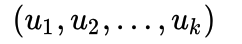 (u₁, u₂, . . . , uₖ)